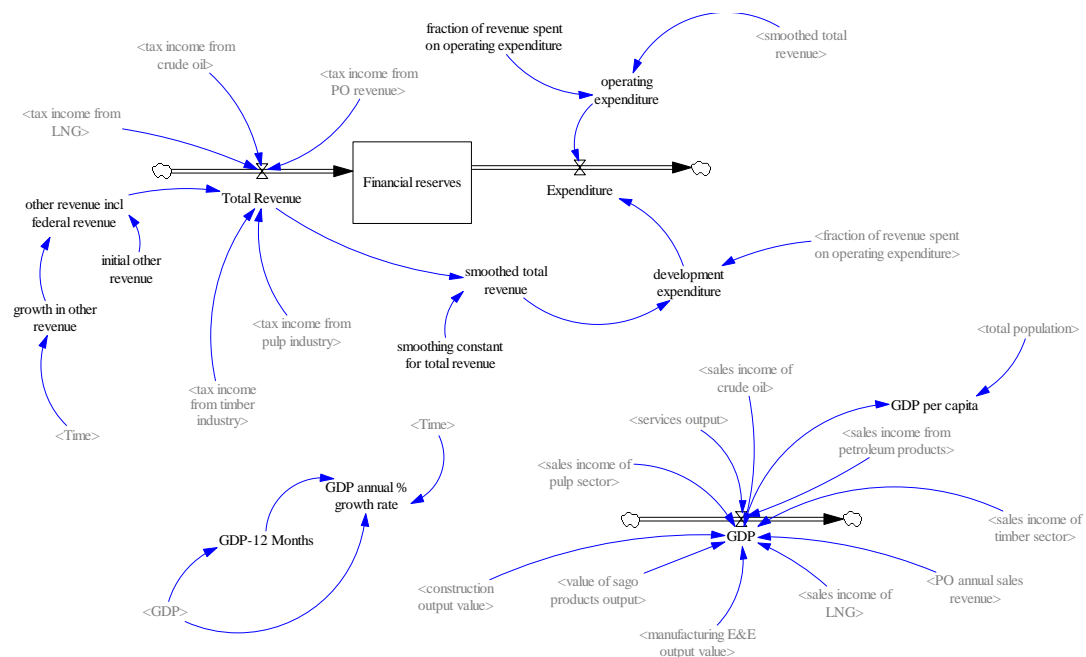 fraction of revenue spent
on operating expenditure
<smoothed total
revenue>
<tax income from
crude oil>
<tax income from
PO revenue>
operating
expenditure
<tax income from
LNG>
Financial reserves
Total Revenue
Expenditure
other revenue incl
federal revenue
initial other
revenue
<fraction of revenue spent
on operating expenditure>
smoothed total
revenue
development
expenditure
growth in other
revenue
<tax income from
pulp industry>
smoothing constant
for total revenue
<total population>
<tax income
from timber
industry>
<sales income of
crude oil>
GDP per capita
<Time>
<Time>
<services output>
<sales income from
petroleum products>
<sales income of
pulp sector>
GDP annual %
growth rate
<sales income of
timber sector>
GDP-12 Months
GDP
<construction
output value>
<value of sago
products output>
<sales income of
LNG>
<PO annual sales
revenue>
<GDP>
<manufacturing E&E
output value>